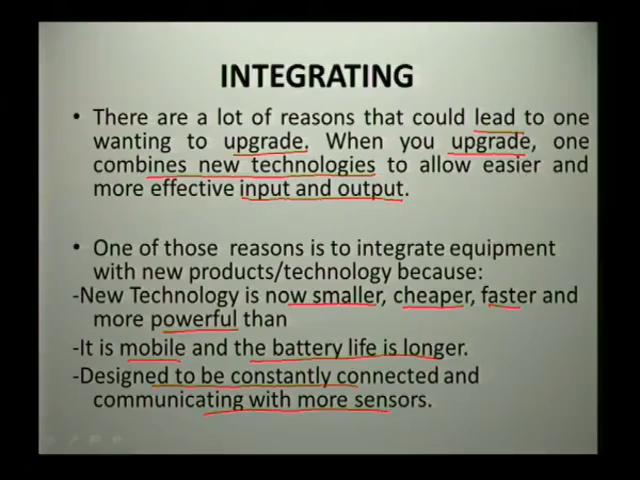 INTEGRATING
• There are a lot of reasons that could lead to one
wanting to upgrade. When you upgrade, one
combines new technologies to allow easier and
more effective input and output.
• One of those reasons is to integrate equipment
with new products/technology because:
-New Technology is now smaller, cheaper, faster and
more powerful than
-It is mobile and the battery life is longer.
-Designed to be constantly connected and
communicating with more sensors.